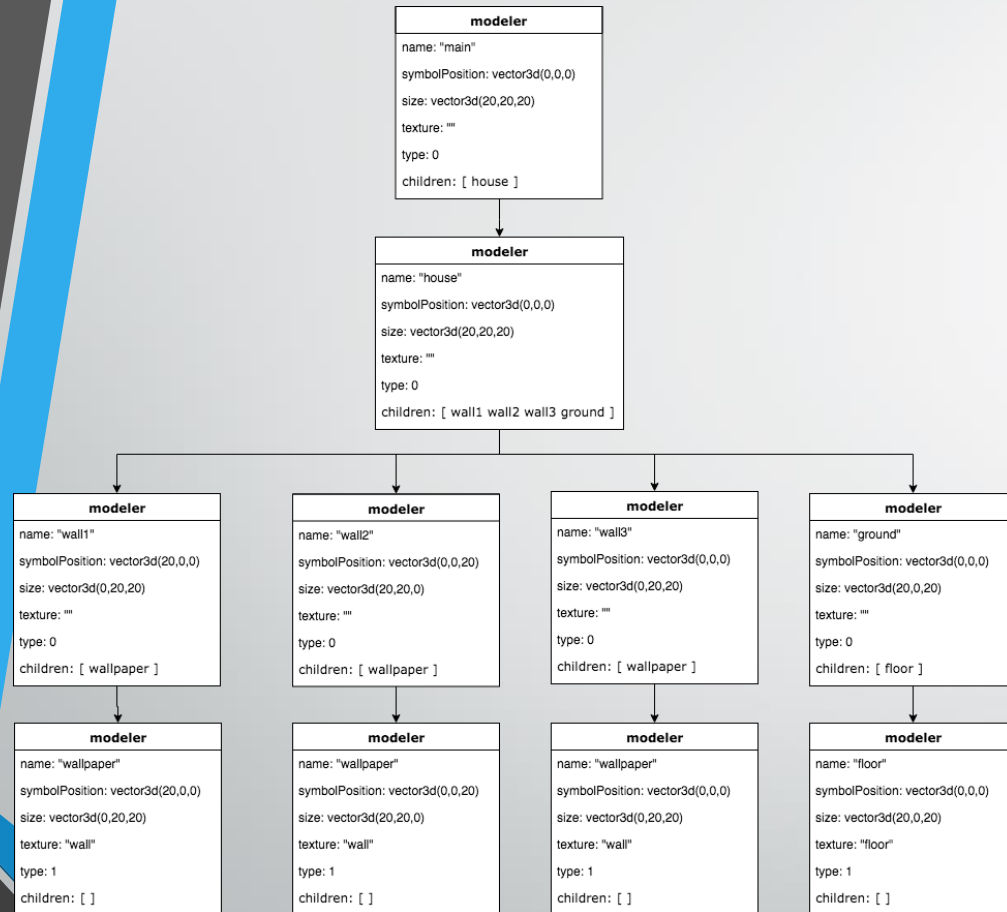 modeler
name: "main"
symbolPosition: vector3d(0,0,0)
size: vector3d(20,20,20)
texture: ""
type: 0
children: [ house ]
modeler
name: "house"
symbolPosition: vector3d(0,0,0)
size: vector3d(20,20,20)
texture: ""
type: 0
children: [ wall1 wall2 wall3 ground ]
modeler
name: "wall1"
symbolPosition: vector3d(20,0,0)
size: vector3d(0,20,20)
texture: ""
type: 0
children: [ wallpaper ]
modeler
name: "wall2"
symbolPosition: vector3d(0,0,20)
size: vector3d(20,20,0)
texture: ""
type: 0
children: [ wallpaper ]
modeler
name: "wall3"
symbolPosition: vector3d(0,0,0)
size: vector3d(0,20,20)
texture: ""
type: 0
children: [ wallpaper ]
modeler
name: "ground"
symbolPosition: vector3d(0,0,0)
size: vector3d(20,0,20)
texture: ""
type: 0
children: [ floor ]
modeler
name: "wallpaper"
symbolPosition: vector3d(20,0,0)
size: vector3d(0,20,20)
texture: "wall"
type: 1
children: [ ]
modeler
name: "wallpaper"
symbolPosition: vector3d(0,0,20)
size: vector3d(20,20,0)
texture: "wall"
type: 1
children: [ ]
modeler
name: "wallpaper"
symbolPosition: vector3d(0,0,0)
size: vector3d(0,20,20)
texture: "wall"
type: 1
children: [ ]
modeler
name: "floor"
symbolPosition: vector3d(0,0,0)
size: vector3d(20,0,20)
texture: "floor"
type: 1
children: [ ]